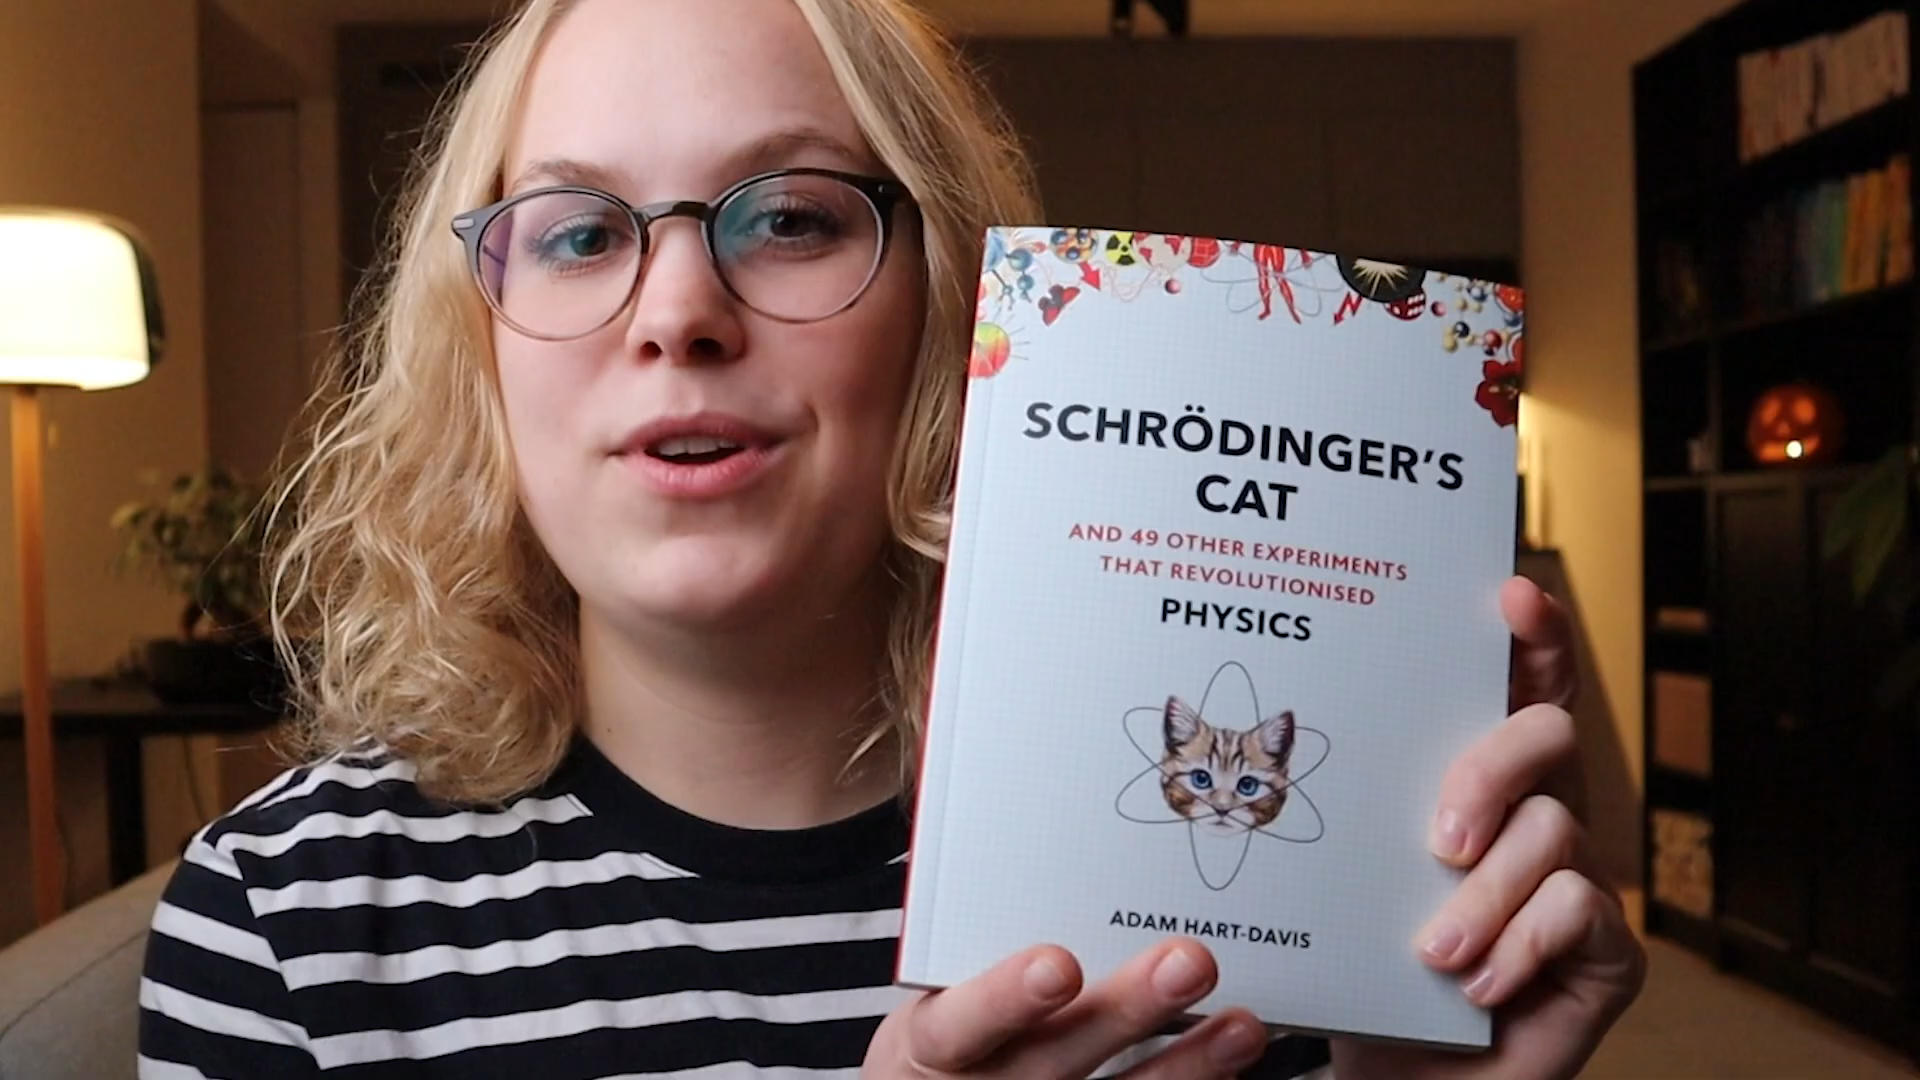 SCHRÖDINGER'S
CAT
AND 49 OTHER EXPERIMENTS
THAT REVOLUTIONISED
PHYSICS
ADAM HART-DAVIS